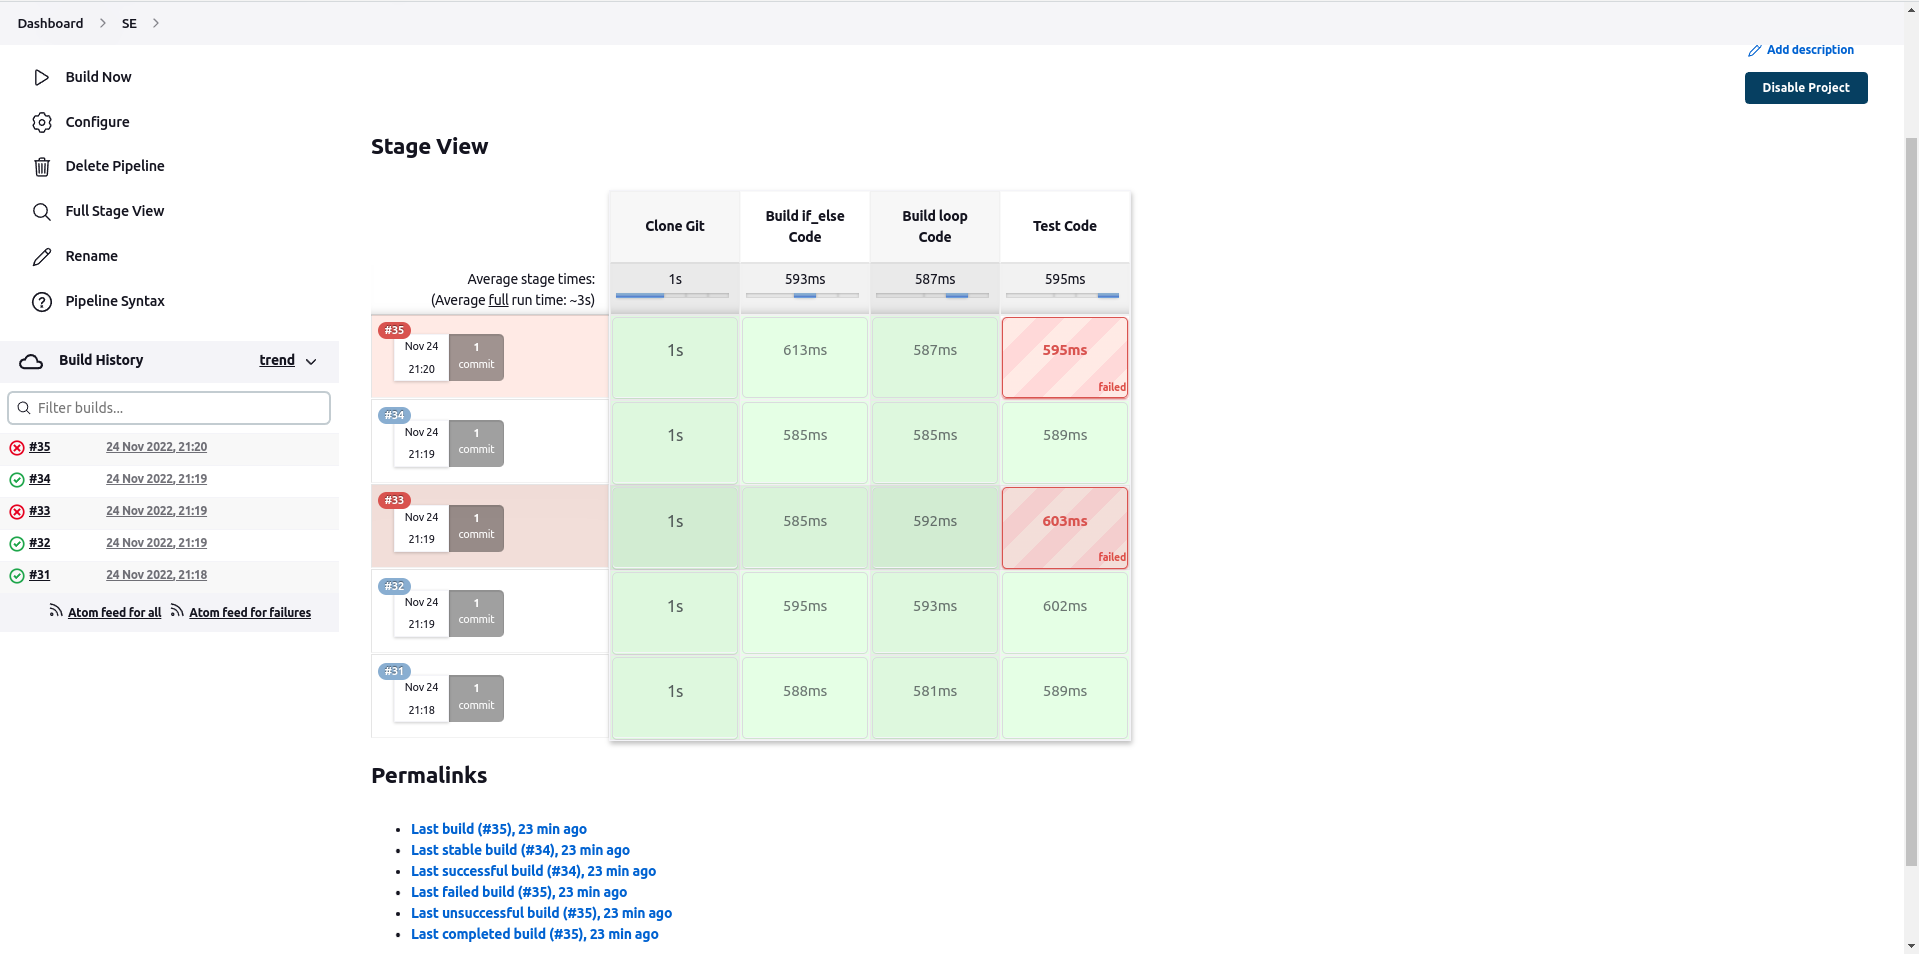 Dashboard
SE
Add description
Disable Project
Build Now
Configure
Delete Pipeline
Full Stage View
Rename
Pipeline Syntax
Build History
trend
Filter builds...
#35 24 Nov 2022, 21:20
#34 24 Nov 2022, 21:19
#33 24 Nov 2022, 21:19
#32 24 Nov 2022, 21:19
#31 24 Nov 2022, 21:18
Atom feed for all Atom feed for failures
Stage View
Clone Git
Build if_else
Code
Build loop
Code
Test Code
Average stage times:
(Average full run time: ~3s)
1s 593ms 587ms 595ms
#35
Nov 24
21:20
1
commit
1s 613ms 587ms 595ms
failed
#34
Nov 24
21:19
1
commit
1s 585ms 585ms 589ms
#33
Nov 24
21:19
1
commit
1s 585ms 592ms 603ms
failed
#32
Nov 24
21:19
1
commit
1s 595ms 593ms 602ms
#31
Nov 24
21:18
1
commit
1s 588ms 581ms 589ms
Permalinks
Last build (#35), 23 min ago
Last stable build (#34), 23 min ago
Last successful build (#34), 23 min ago
Last failed build (#35), 23 min ago
Last unsuccessful build (#35), 23 min ago
Last completed build (#35), 23 min ago